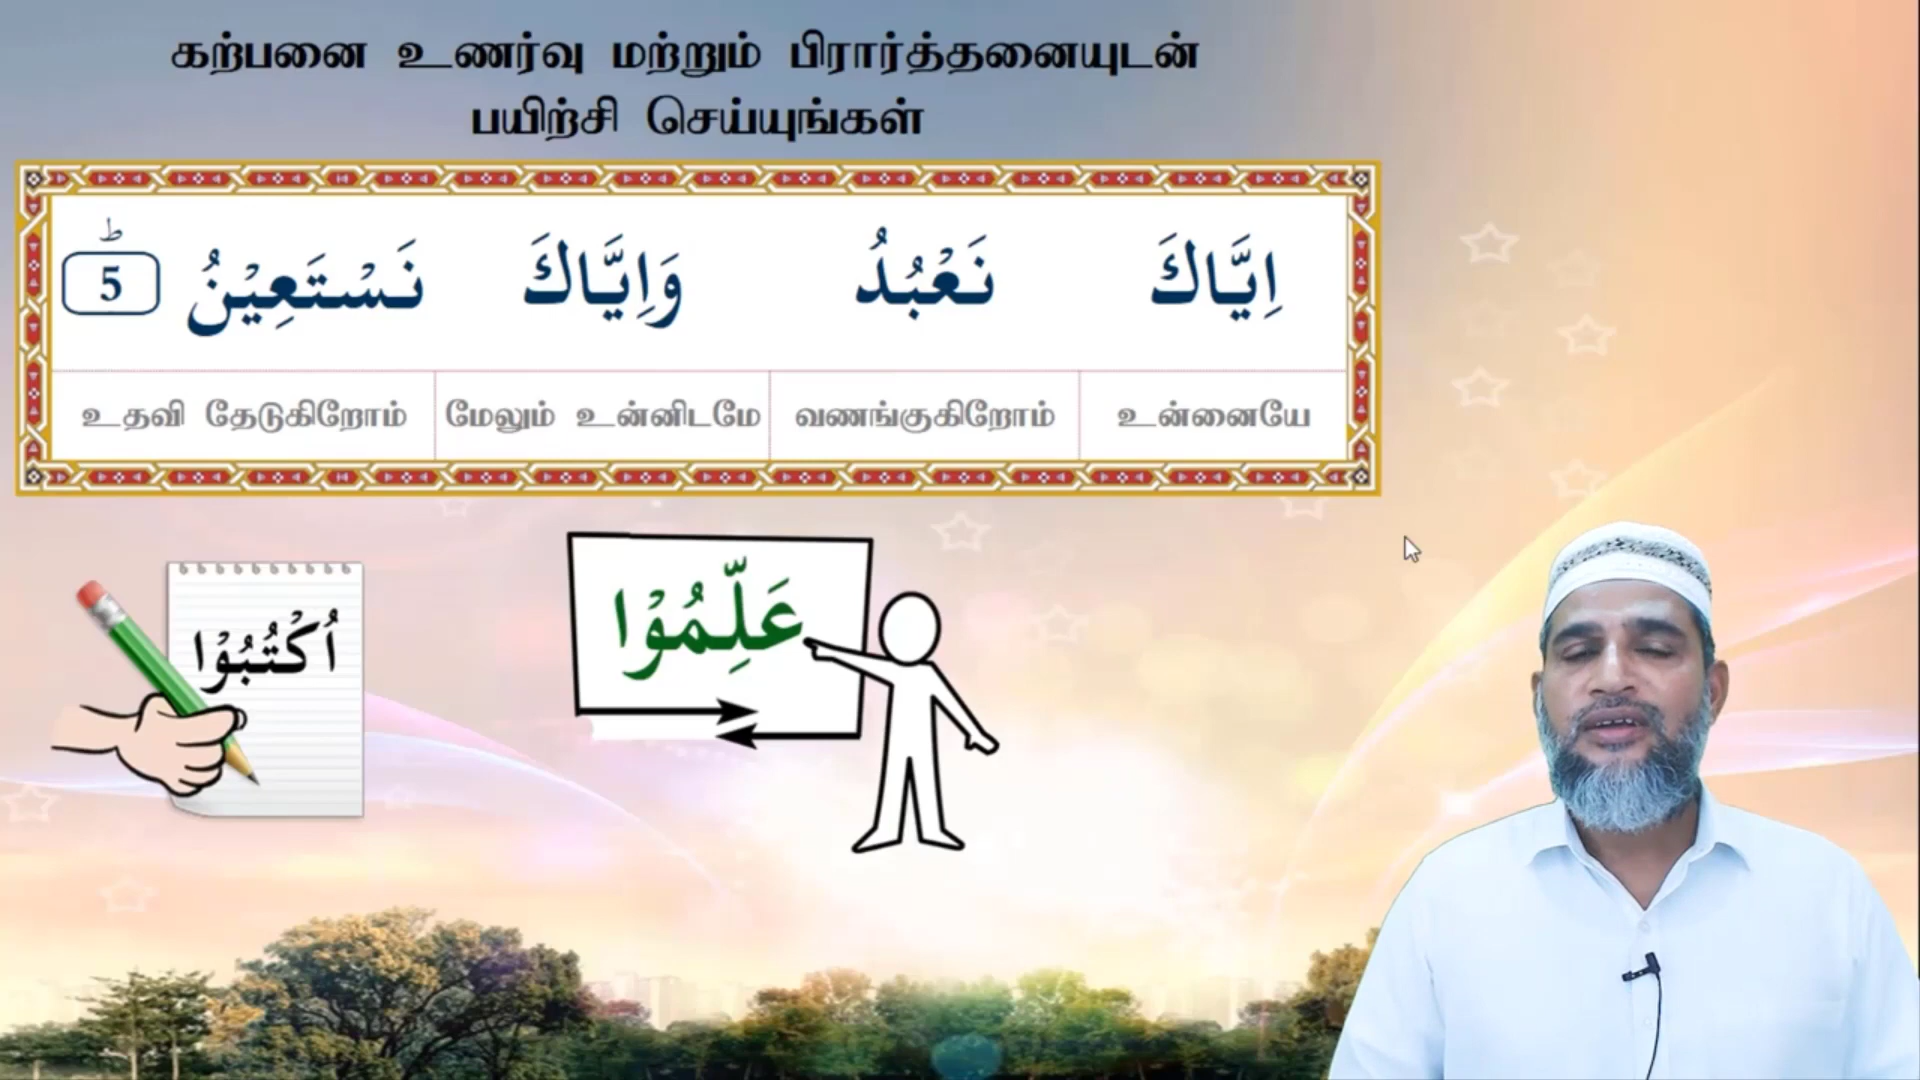 கற்பனை உணர்வு மற்றும் பிரார்த்தனையுடன்
பயிற்சி செய்யுங்கள்
اِيَّاكَ نَعْبُدُ وَاِيَّاكَ نَسْتَعِيْنُ ؕ 5
உதவி தேடுகிறோம் மேலும் உன்னிடமே வணங்குகிறோம் உன்னையே
اُكْتُبُوْا
عَلِّمُوْا